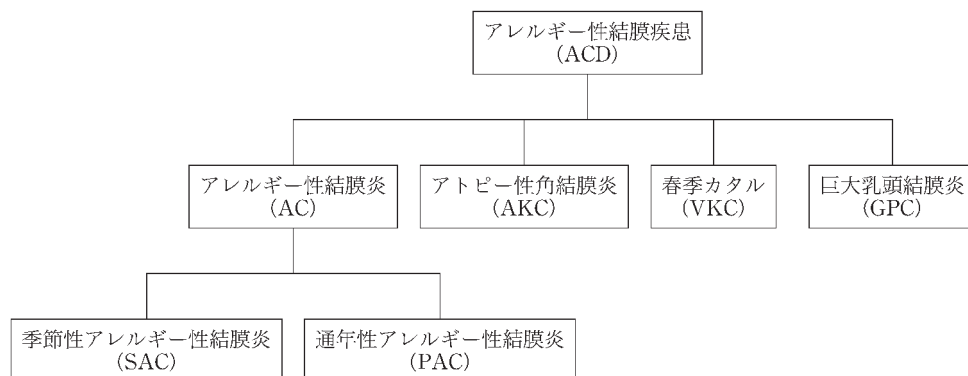 アレルギー性結膜疾患
(ACD)
アレルギー性結膜炎
(AC)
アトピー性角結膜炎
(AKC)
春季カタル
(VKC)
巨大乳頭結膜炎
(GPC)
季節性アレルギー性結膜炎
(SAC)
通年性アレルギー性結膜炎
(PAC)